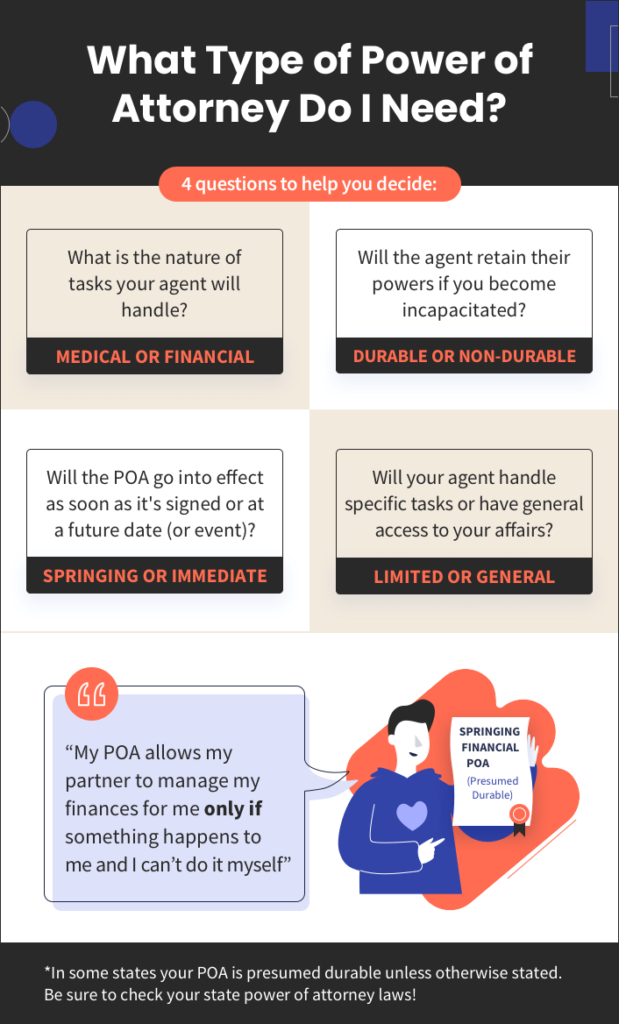 What Type of Power of
Attorney Do I Need?
4 questions to help you decide:
What is the nature of
tasks your agent will
handle?
MEDICAL OR FINANCIAL
Will the agent retain their
powers if you become
incapacitated?
DURABLE OR NON-DURABLE
Will the POA go into effect
as soon as it's signed or at
a future date (or event)?
SPRINGING OR IMMEDIATE
Will your agent handle
specific tasks or have general
access to your affairs?
LIMITED OR GENERAL
“My POA allows my
partner to manage my
finances for me only if
something happens to
me and I can’t do it myself”
SPRINGING
FINANCIAL
POA
(Presumed
Durable)
*In some states your POA is presumed durable unless otherwise stated.
Be sure to check your state power of attorney laws!